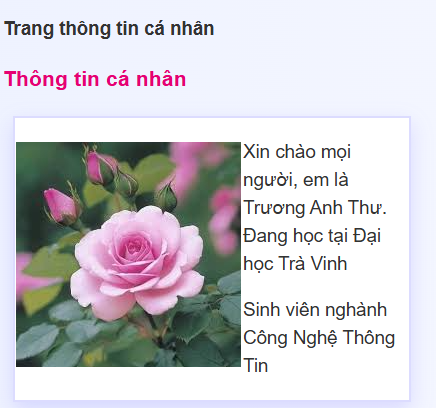 Trang thông tin cá nhân
Thông tin cá nhân
Xin chào mọi
người, em là
Trương Anh Thư.
Đang học tại Đại
học Trà Vinh
Sinh viên nghành
Công Nghệ Thông
Tin